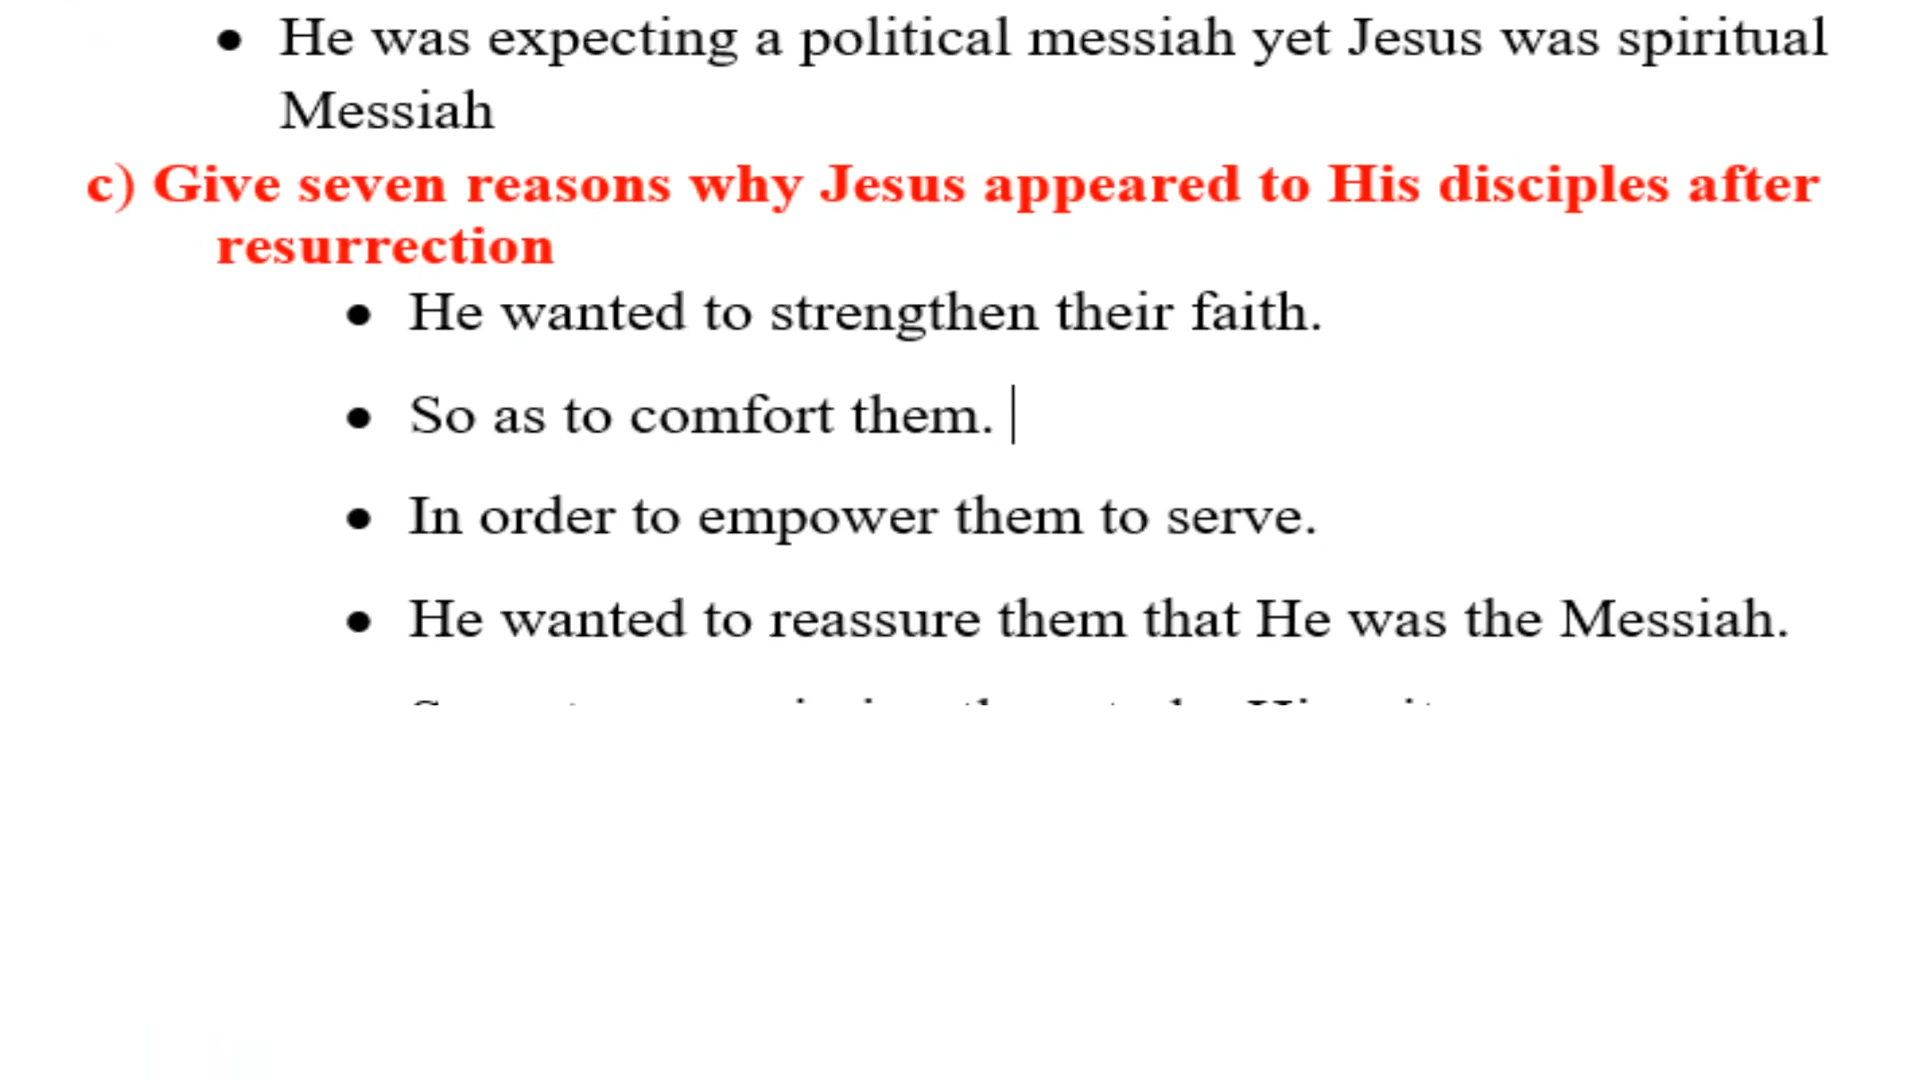 • He was expecting a political messiah yet Jesus was spiritual
Messiah
c) Give seven reasons why Jesus appeared to His disciples after
resurrection
• He wanted to strengthen their faith.
• So as to comfort them.
• In order to empower them to serve.
• He wanted to reassure them that He was the Messiah.